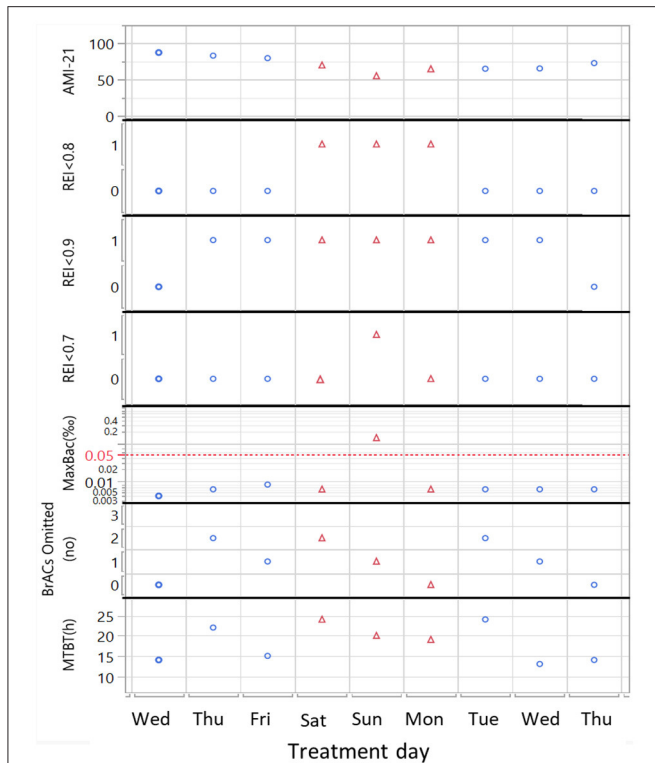 AMI-21
100
50
0
REI<0.8
1
0
REI<0.9
1
0
REI<0.7
1
0
MaxBac(‰)
0.4
0.2
0.05
0.02
0.01
0.005
0.003
BrACs Omitted
(no)
3
2
1
0
MTBT(h)
25
20
15
10
Wed Thu Fri Sat Sun Mon Tue Wed Thu
Treatment day